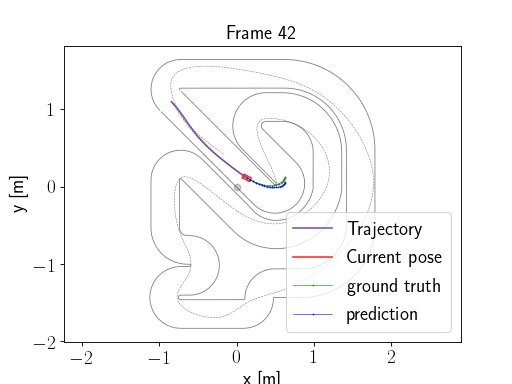 Frame 42
y [m]
1
0
−1
−2
Trajectory
Current pose
ground truth
prediction
−2 −1 0 1 2
x [m]